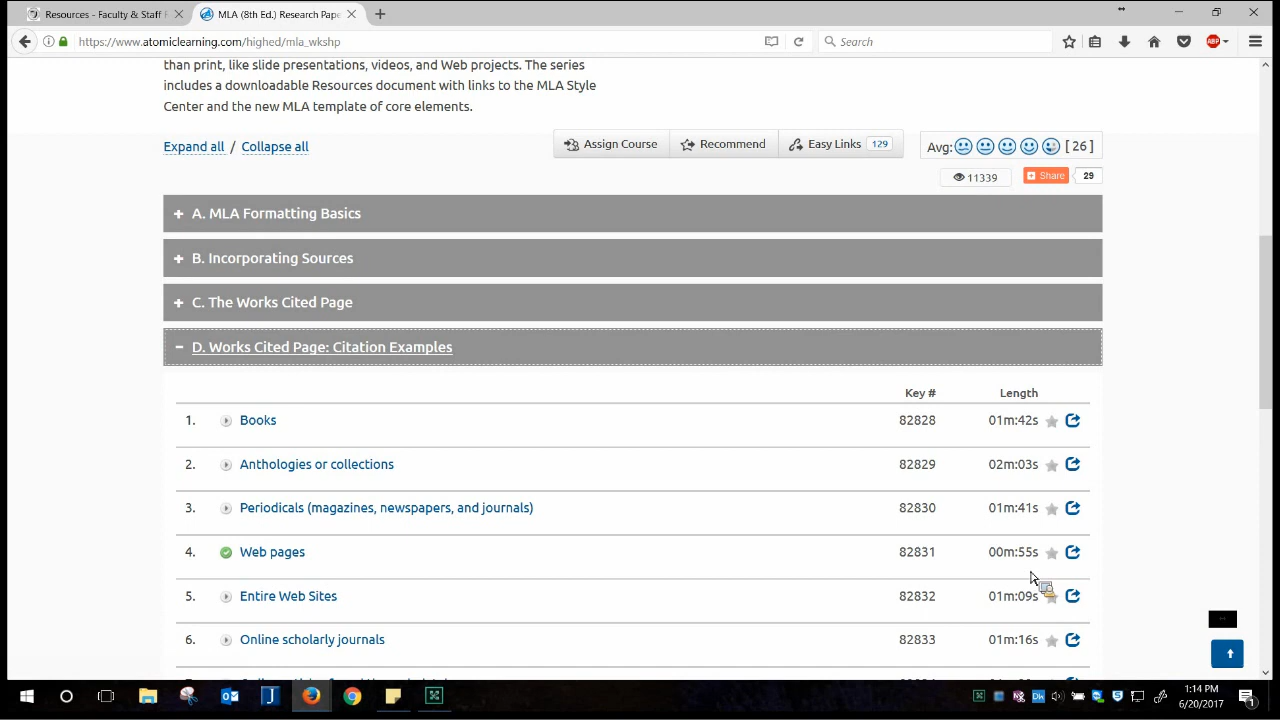 Resources - Faculty & Staff F
MLA (8th Ed.) Research Pape
https://www.atomiclearning.com/highed/mla_wkshp
Search
ABP
than print, like slide presentations, videos, and Web projects. The series
includes a downloadable Resources document with links to the MLA Style
Center and the new MLA template of core elements.
Expand all / Collapse all
Assign Course
Recommend
Easy Links 129
Avg: [ 26 ]
11339
Share 29
+ A. MLA Formatting Basics
+ B. Incorporating Sources
+ C. The Works Cited Page
− D. Works Cited Page: Citation Examples
Key # Length
1. Books 82828 01m:42s
2. Anthologies or collections 82829 02m:03s
3. Periodicals (magazines, newspapers, and journals) 82830 01m:41s
4. Web pages 82831 00m:55s
5. Entire Web Sites 82832 01m:09s
6. Online scholarly journals 82833 01m:16s
1:14 PM
6/20/2017